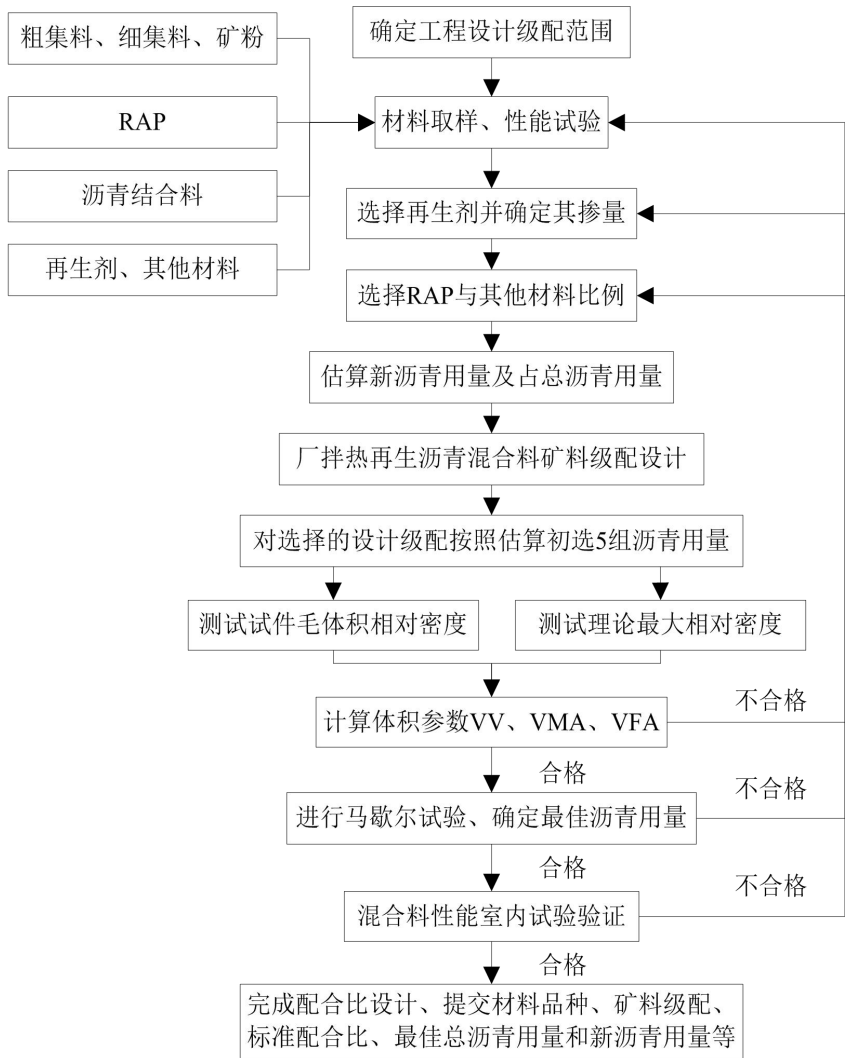 粗集料、细集料、矿粉
确定工程设计级配范围
RAP
材料取样、性能试验
沥青结合料
选择再生剂并确定其掺量
再生剂、其他材料
选择RAP与其他材料比例
估算新沥青用量及占总沥青用量
厂拌热再生沥青混合料矿料级配设计
对选择的设计级配按照估算初选5组沥青用量
测试试件毛体积相对密度
测试理论最大相对密度
计算体积参数VV、VMA、VFA
不合格
合格
进行马歇尔试验、确定最佳沥青用量
不合格
合格
混合料性能室内试验验证
不合格
合格
完成配合比设计、提交材料品种、矿料级配、
标准配合比、最佳总沥青用量和新沥青用量等